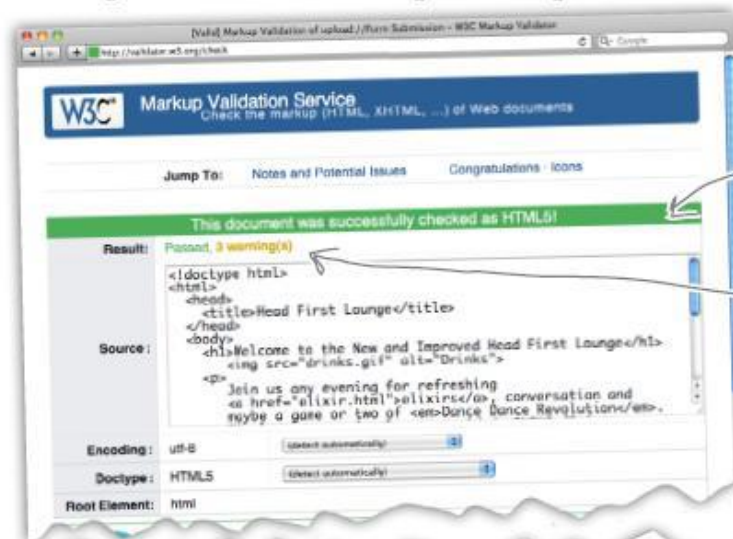 [Valid] Markup Validation of upload://Form Submission - W3C Markup Validator
http://validator.w3.org/check
Google
W3C Markup Validation Service
Check the markup (HTML, XHTML, ...) of Web documents
Jump To: Notes and Potential Issues Congratulations · Icons
This document was successfully checked as HTML5!
Result: Passed, 3 warning(s)
<!doctype html>
<html>
<head>
<title>Head First Lounge</title>
</head>
<body>
<h1>Welcome to the New and Improved Head First Lounge</h1>
<img src="drinks.gif" alt="Drinks">
<p>
Source :
Join us any evening for refreshing
<a href="elixir.html">elixirs</a>, conversation and
maybe a game or two of <em>Dance Dance Revolution</em>.
Encoding : utf-8 (detect automatically)
Doctype : HTML5 (detect automatically)
Root Element: html